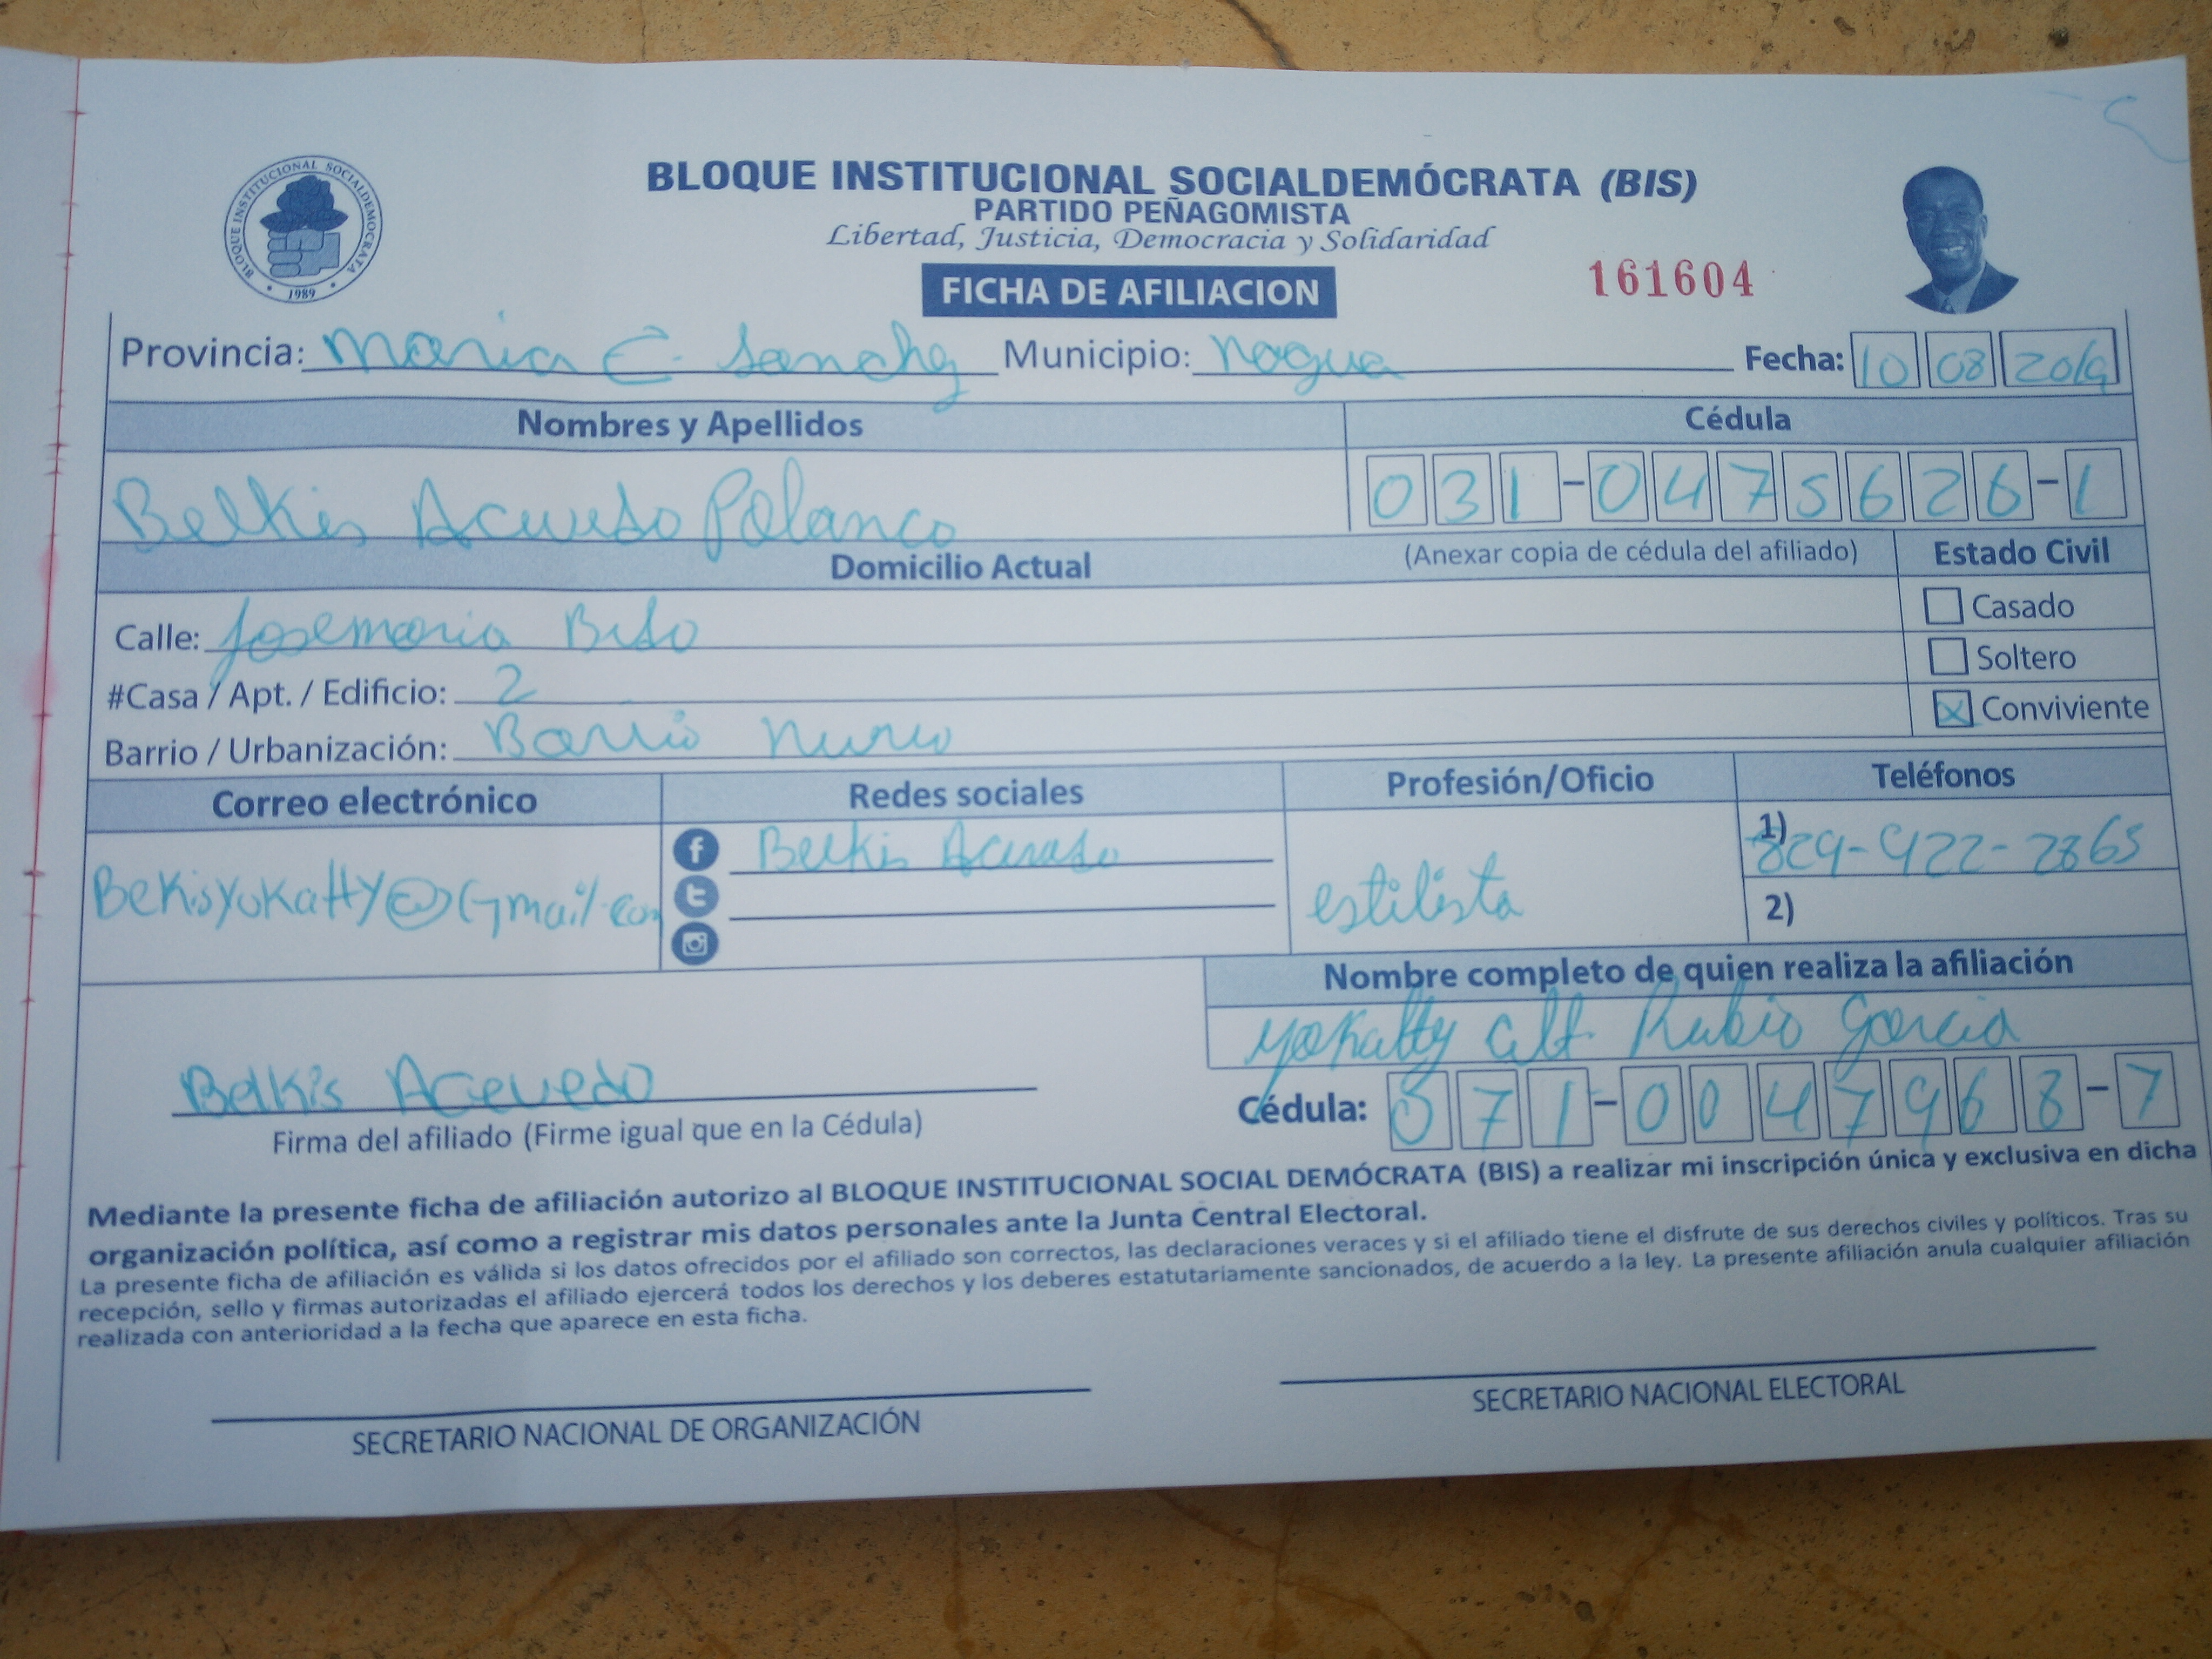 BLOQUE INSTITUCIONAL SOCIALDEMOCRATA
1989
BLOQUE INSTITUCIONAL SOCIALDEMÓCRATA (BIS)
PARTIDO PEÑAGOMISTA
Libertad, Justicia, Democracia y Solidaridad
FICHA DE AFILIACION
161604
Provincia: Maria C. Sanchez Municipio: Nagua Fecha: 10 08 2019
Nombres y Apellidos Cédula
Belkis Acevedo Polanco 031-0475626-1
Domicilio Actual (Anexar copia de cédula del afiliado) Estado Civil
Calle: Josemaria Casado
Soltero
#Casa / Apt. / Edificio: 2
Barrio / Urbanización: Barrio X Conviviente
Correo electrónico Redes sociales Profesión/Oficio Teléfonos
BeKisyoKatty@Gmail.com f Belkis Acevedo estilista 1) 829-422-2865
2)
Nombre completo de quien realiza la afiliación
yoKatty alt. Rubio Garcia
Belkis Acevedo
Firma del afiliado (Firme igual que en la Cédula)
Cédula: 071-0047968-7
Mediante la presente ficha de afiliación autorizo al BLOQUE INSTITUCIONAL SOCIAL DEMÓCRATA (BIS) a realizar mi inscripción única y exclusiva en dicha
organización política, así como a registrar mis datos personales ante la Junta Central Electoral.
La presente ficha de afiliación es válida si los datos ofrecidos por el afiliado son correctos, las declaraciones veraces y si el afiliado tiene el disfrute de sus derechos civiles y políticos. Tras su
recepción, sello y firmas autorizadas el afiliado ejercerá todos los derechos y los deberes estatutariamente sancionados, de acuerdo a la ley. La presente afiliación anula cualquier afiliación
realizada con anterioridad a la fecha que aparece en esta ficha.
SECRETARIO NACIONAL DE ORGANIZACIÓN
SECRETARIO NACIONAL ELECTORAL